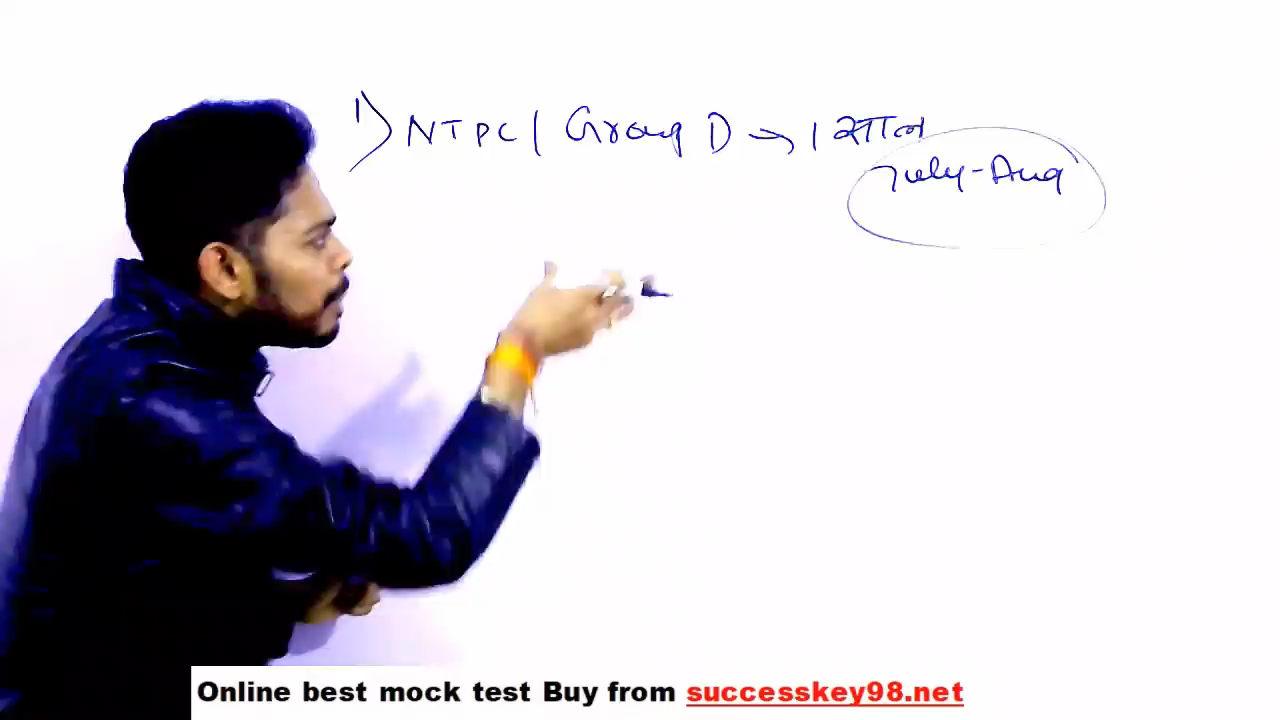 1) NTPC / Group D → 1 साल
July-Aug
Online best mock test Buy from successkey98.net